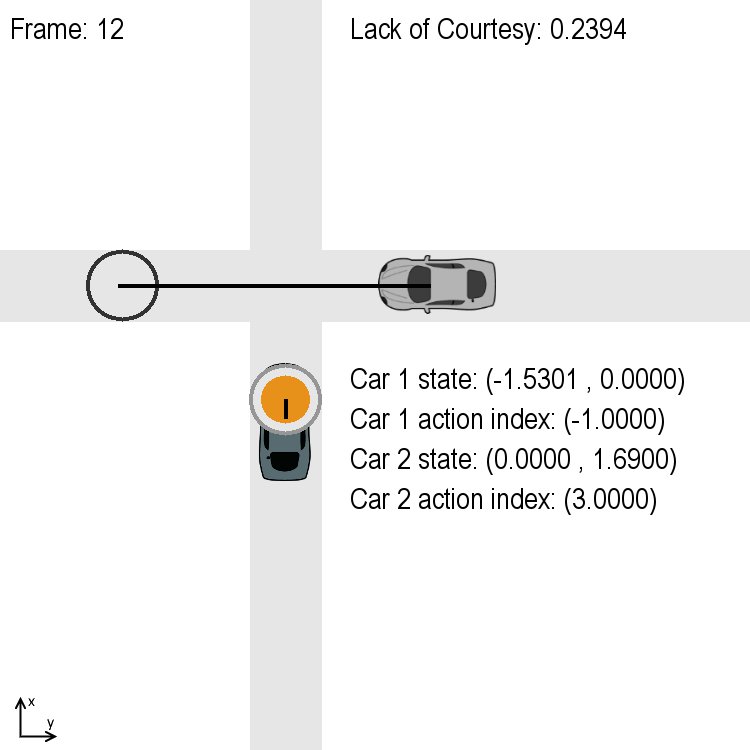 Frame: 12
Lack of Courtesy: 0.2394
Car 1 state: (-1.5301 , 0.0000)
Car 1 action index: (-1.0000)
Car 2 state: (0.0000 , 1.6900)
Car 2 action index: (3.0000)
x
y